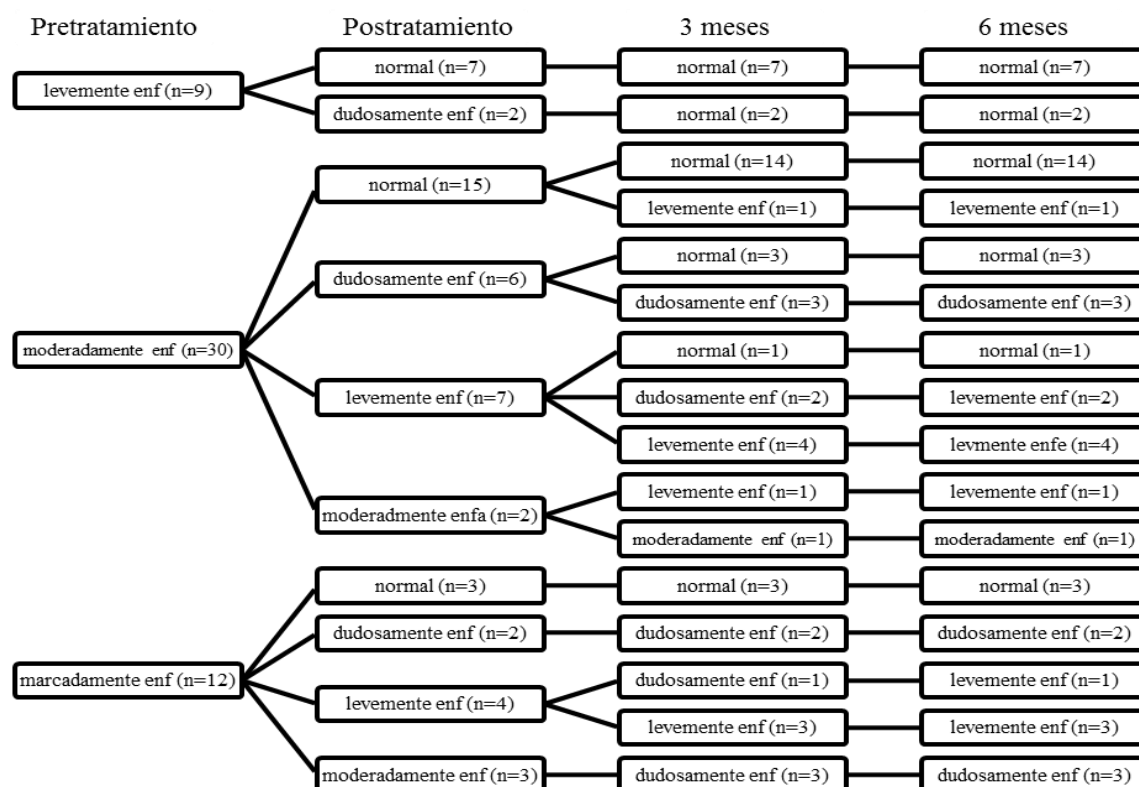 Pretratamiento Postratamiento 3 meses 6 meses
normal (n=7) normal (n=7) normal (n=7)
levemente enf (n=9)
dudosamente enf (n=2) normal (n=2) normal (n=2)
normal (n=14) normal (n=14)
normal (n=15)
levemente enf (n=1) levemente enf (n=1)
normal (n=3) normal (n=3)
dudosamente enf (n=6)
dudosamente enf (n=3) dudosamente enf (n=3)
moderadamente enf (n=30) normal (n=1) normal (n=1)
levemente enf (n=7) dudosamente enf (n=2) levemente enf (n=2)
levemente enf (n=4) levmente enfe (n=4)
levemente enf (n=1) levemente enf (n=1)
moderadmente enfa (n=2)
moderadamente enf (n=1) moderadamente enf (n=1)
normal (n=3) normal (n=3) normal (n=3)
dudosamente enf (n=2) dudosamente enf (n=2) dudosamente enf (n=2)
marcadamente enf (n=12) dudosamente enf (n=1) levemente enf (n=1)
levemente enf (n=4)
levemente enf (n=3) levemente enf (n=3)
moderadamente enf (n=3) dudosamente enf (n=3) dudosamente enf (n=3)